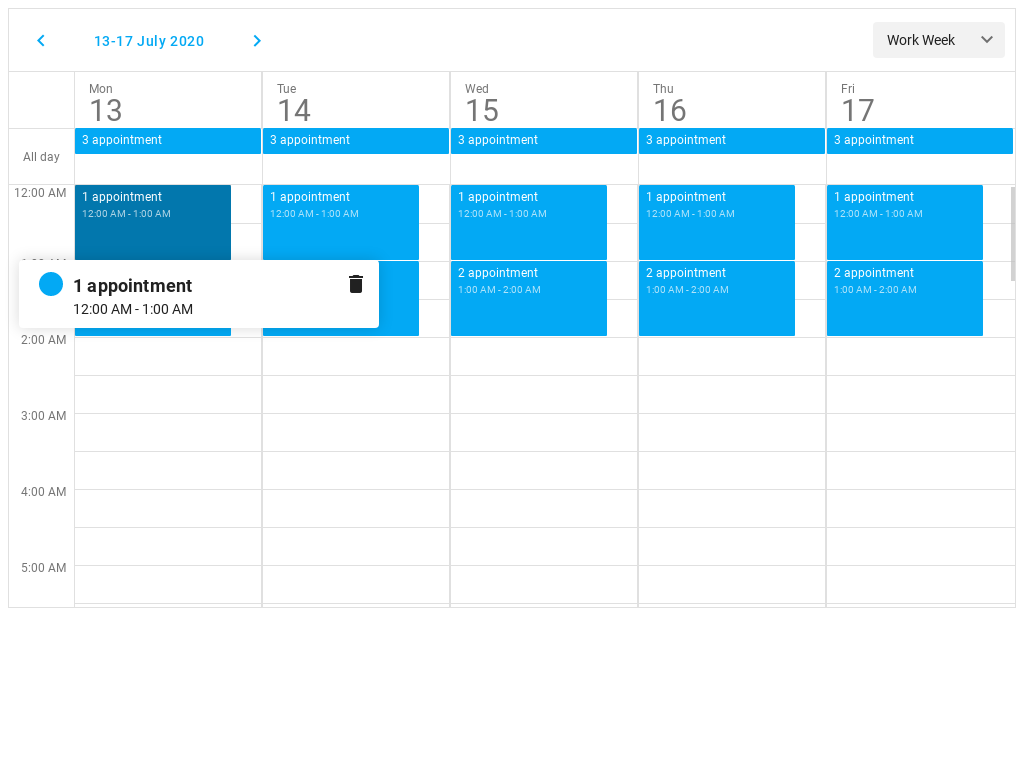 13-17 July 2020
Work Week
Mon
13
Tue
14
Wed
15
Thu
16
Fri
17
All day
3 appointment
3 appointment
3 appointment
3 appointment
3 appointment
12:00 AM
1 appointment
12:00 AM - 1:00 AM
1 appointment
12:00 AM - 1:00 AM
1 appointment
12:00 AM - 1:00 AM
1 appointment
12:00 AM - 1:00 AM
1 appointment
12:00 AM - 1:00 AM
1 appointment
12:00 AM - 1:00 AM
2 appointment
1:00 AM - 2:00 AM
2 appointment
1:00 AM - 2:00 AM
2 appointment
1:00 AM - 2:00 AM
2:00 AM
3:00 AM
4:00 AM
5:00 AM